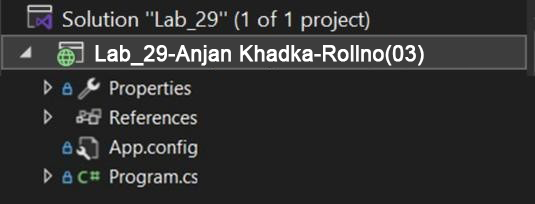 Solution "Lab_29" (1 of 1 project)
Lab_29-Anjan Khadka-Rollno(03)
Properties
References
App.config
C# Program.cs